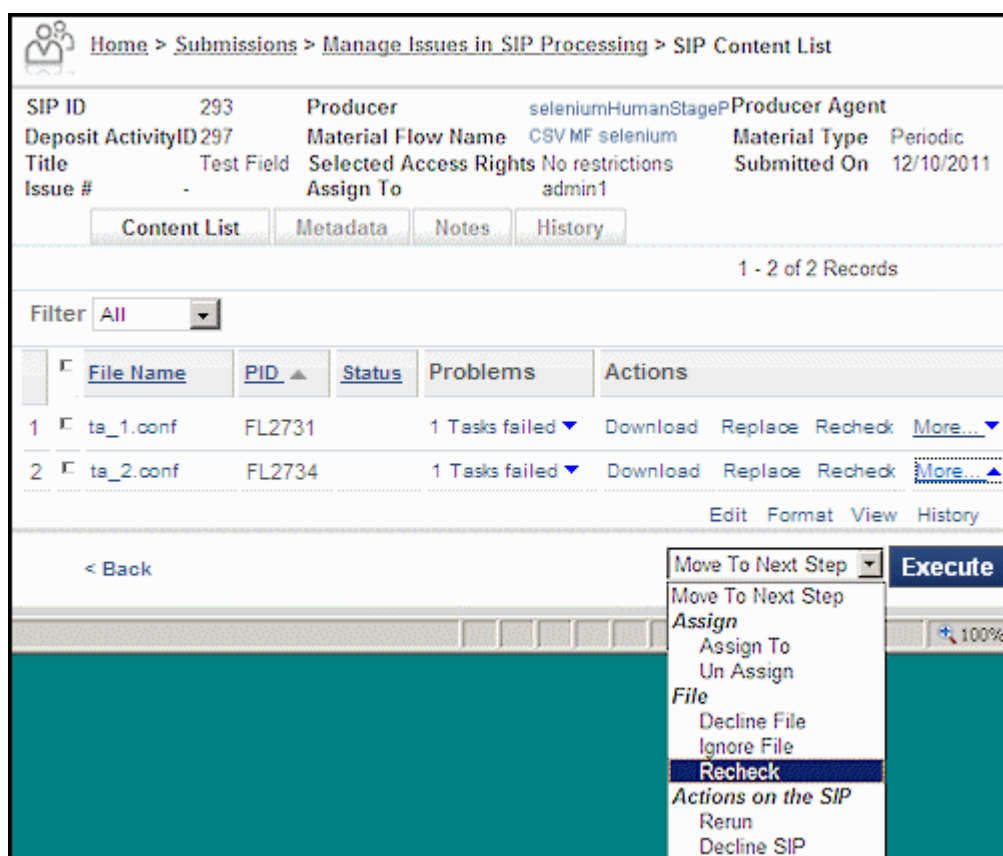 Home > Submissions > Manage Issues in SIP Processing > SIP Content List
SIP ID 293 Producer seleniumHumanStageP Producer Agent
Deposit ActivityID 297 Material Flow Name CSV MF selenium Material Type Periodic
Title Test Field Selected Access Rights No restrictions Submitted On 12/10/2011
Issue # - Assign To admin1
Content List Metadata Notes History
1 - 2 of 2 Records
Filter All
File Name PID Status Problems Actions
1 ta_1.conf FL2731 1 Tasks failed Download Replace Recheck More...
2 ta_2.conf FL2734 1 Tasks failed Download Replace Recheck More...
Edit Format View History
< Back Move To Next Step Execute
Move To Next Step
Assign
Assign To
Un Assign
File
Decline File
Ignore File
Recheck
Actions on the SIP
Rerun
Decline SIP
100%